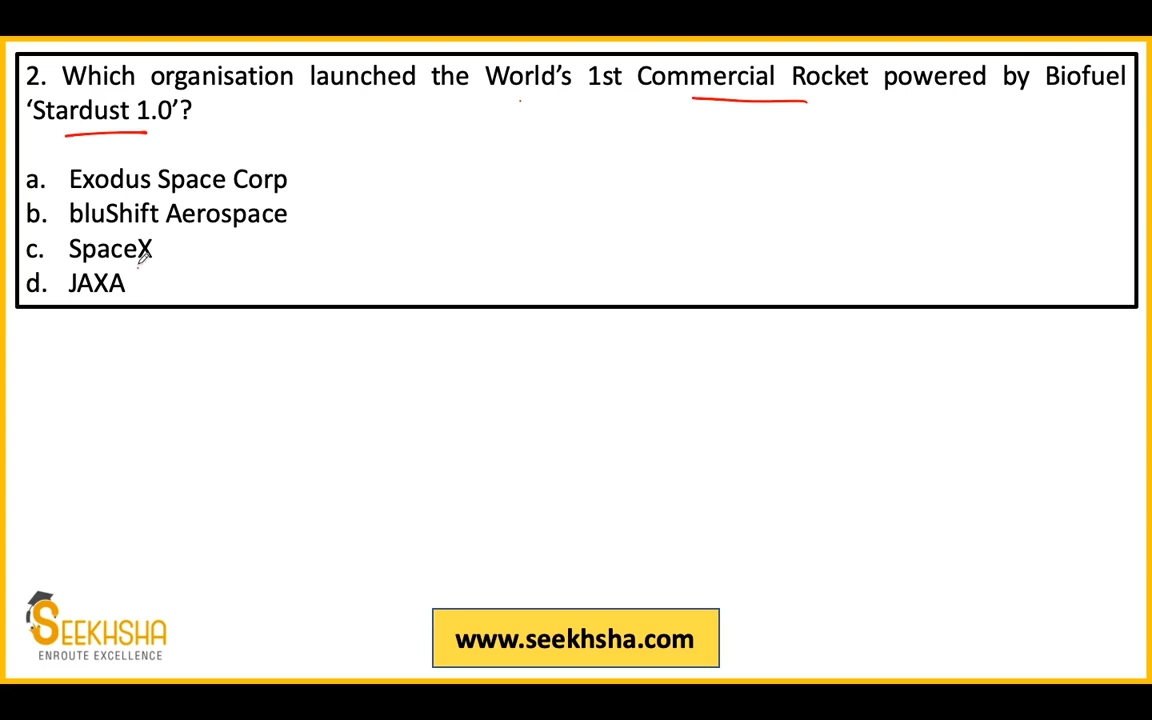 2. Which organisation launched the World’s 1st Commercial Rocket powered by Biofuel
‘Stardust 1.0’?
a. Exodus Space Corp
b. bluShift Aerospace
c. SpaceX
d. JAXA
SEEKHSHA
ENROUTE EXCELLENCE
www.seekhsha.com